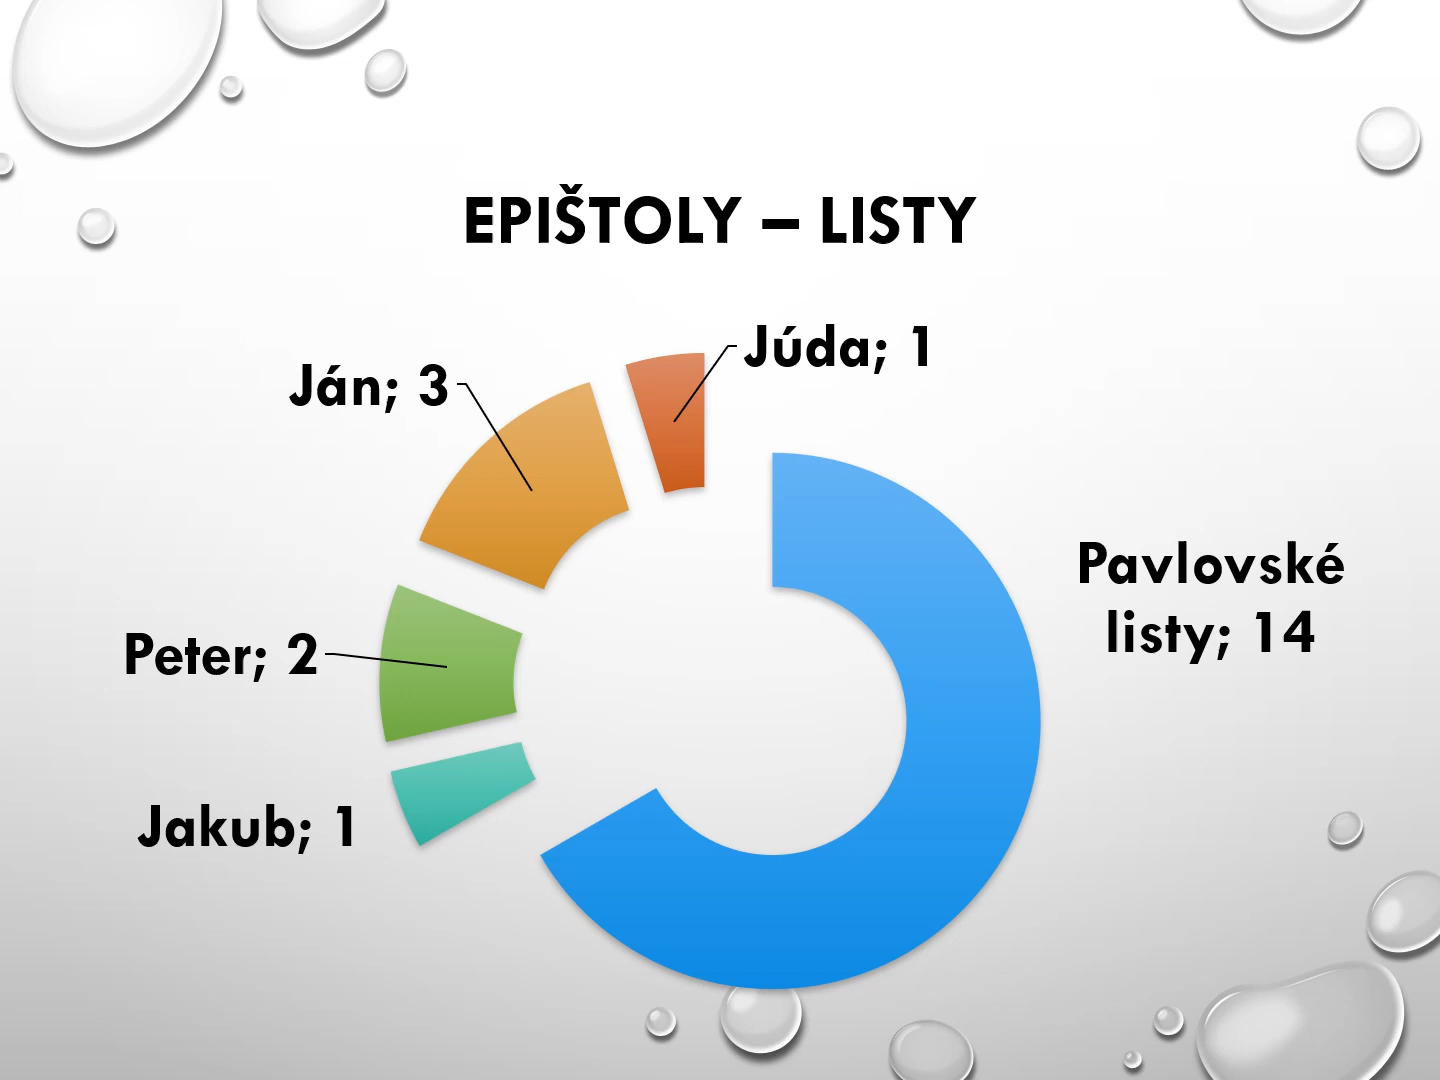 EPIŠTOLY – LISTY
Júda; 1
Ján; 3
Pavlovské
listy; 14
Peter; 2
Jakub; 1